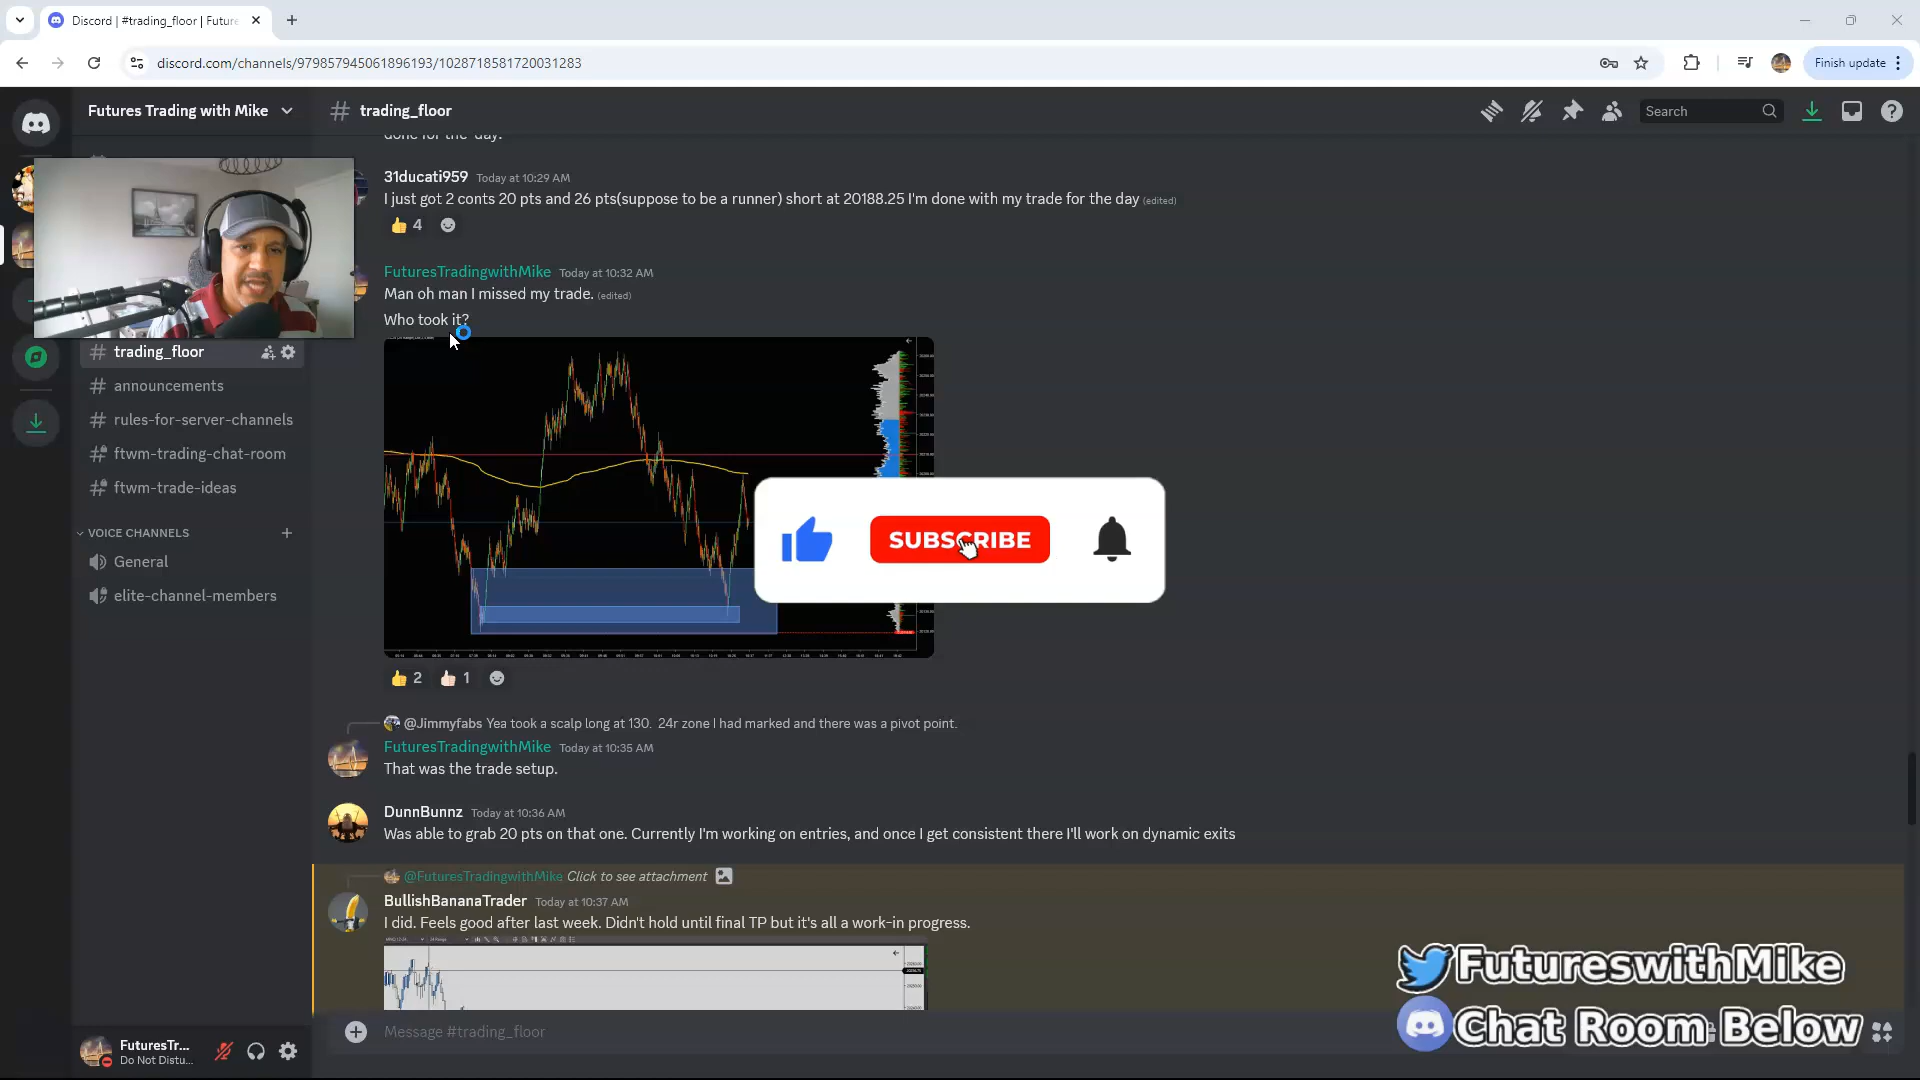 Discord | #trading_floor | Future
discord.com/channels/979857945061896193/1028718581720031283
Finish update
Futures Trading with Mike
trading_floor
Search
done for the day.
31ducati959 Today at 10:29 AM
I just got 2 conts 20 pts and 26 pts(suppose to be a runner) short at 20188.25 I'm done with my trade for the day (edited)
4
FuturesTradingwithMike Today at 10:32 AM
Man oh man I missed my trade. (edited)
Who took it?
trading_floor
announcements
rules-for-server-channels
ftwm-trading-chat-room
ftwm-trade-ideas
VOICE CHANNELS
General
elite-channel-members
SUBSCRIBE
2 1
@Jimmyfabs Yea took a scalp long at 130. 24r zone I had marked and there was a pivot point.
FuturesTradingwithMike Today at 10:35 AM
That was the trade setup.
DunnBunnz Today at 10:36 AM
Was able to grab 20 pts on that one. Currently I'm working on entries, and once I get consistent there I'll work on dynamic exits
@FuturesTradingwithMike Click to see attachment
BullishBananaTrader Today at 10:37 AM
I did. Feels good after last week. Didn't hold until final TP but it's all a work-in progress.
FutureswithMike
Chat Room Below
Message #trading_floor
FuturesTr...
Do Not Distu...